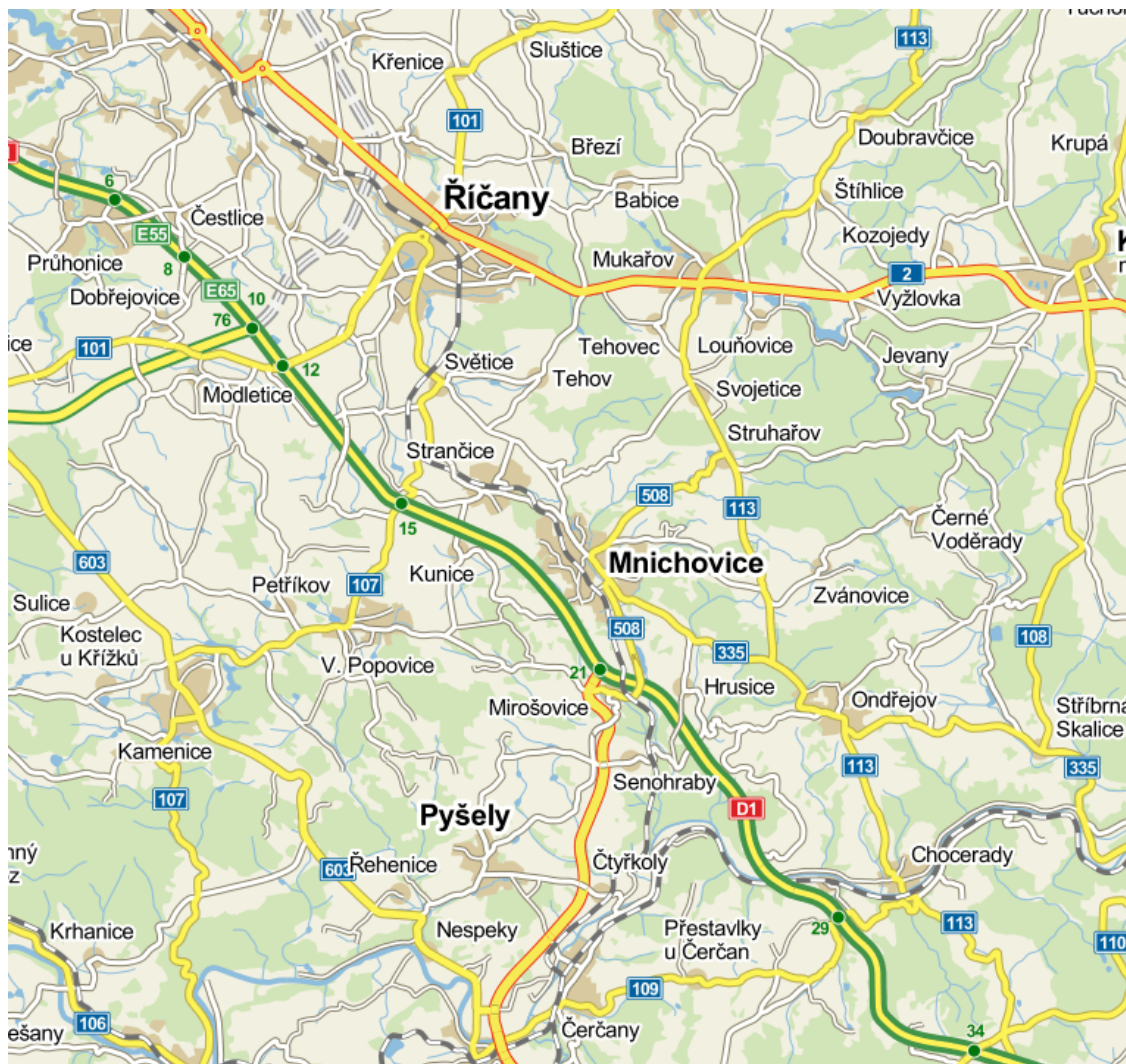 113
Sluštice
Křenice
101
Doubravčice
Krupá
Březí
6
Říčany
Babice
Štíhlice
Čestlice
E55
Kozojedy
Průhonice
8
Mukařov
2
E65
10
Dobřejovice
76
Vyžlovka
101
Tehovec
Louňovice
Jevany
12
Světice
Tehov
Modletice
Svojetice
Strančice
Struhařov
508
113
15
Černé
Voděrady
603
Petříkov
107
Kunice
Mnichovice
Zvánovice
Sulice
Kostelec
u Křížků
508
108
335
V. Popovice
21
Hrusice
Mirošovice
Ondřejov
Stříbrná
Skalice
Kamenice
113
335
Senohraby
107
D1
Pyšely
603
Řehenice
Čtyřkoly
Chocerady
Krhanice
Nespeky
Přestavlky
u Čerčan
29
113
110
109
106
Čerčany
34